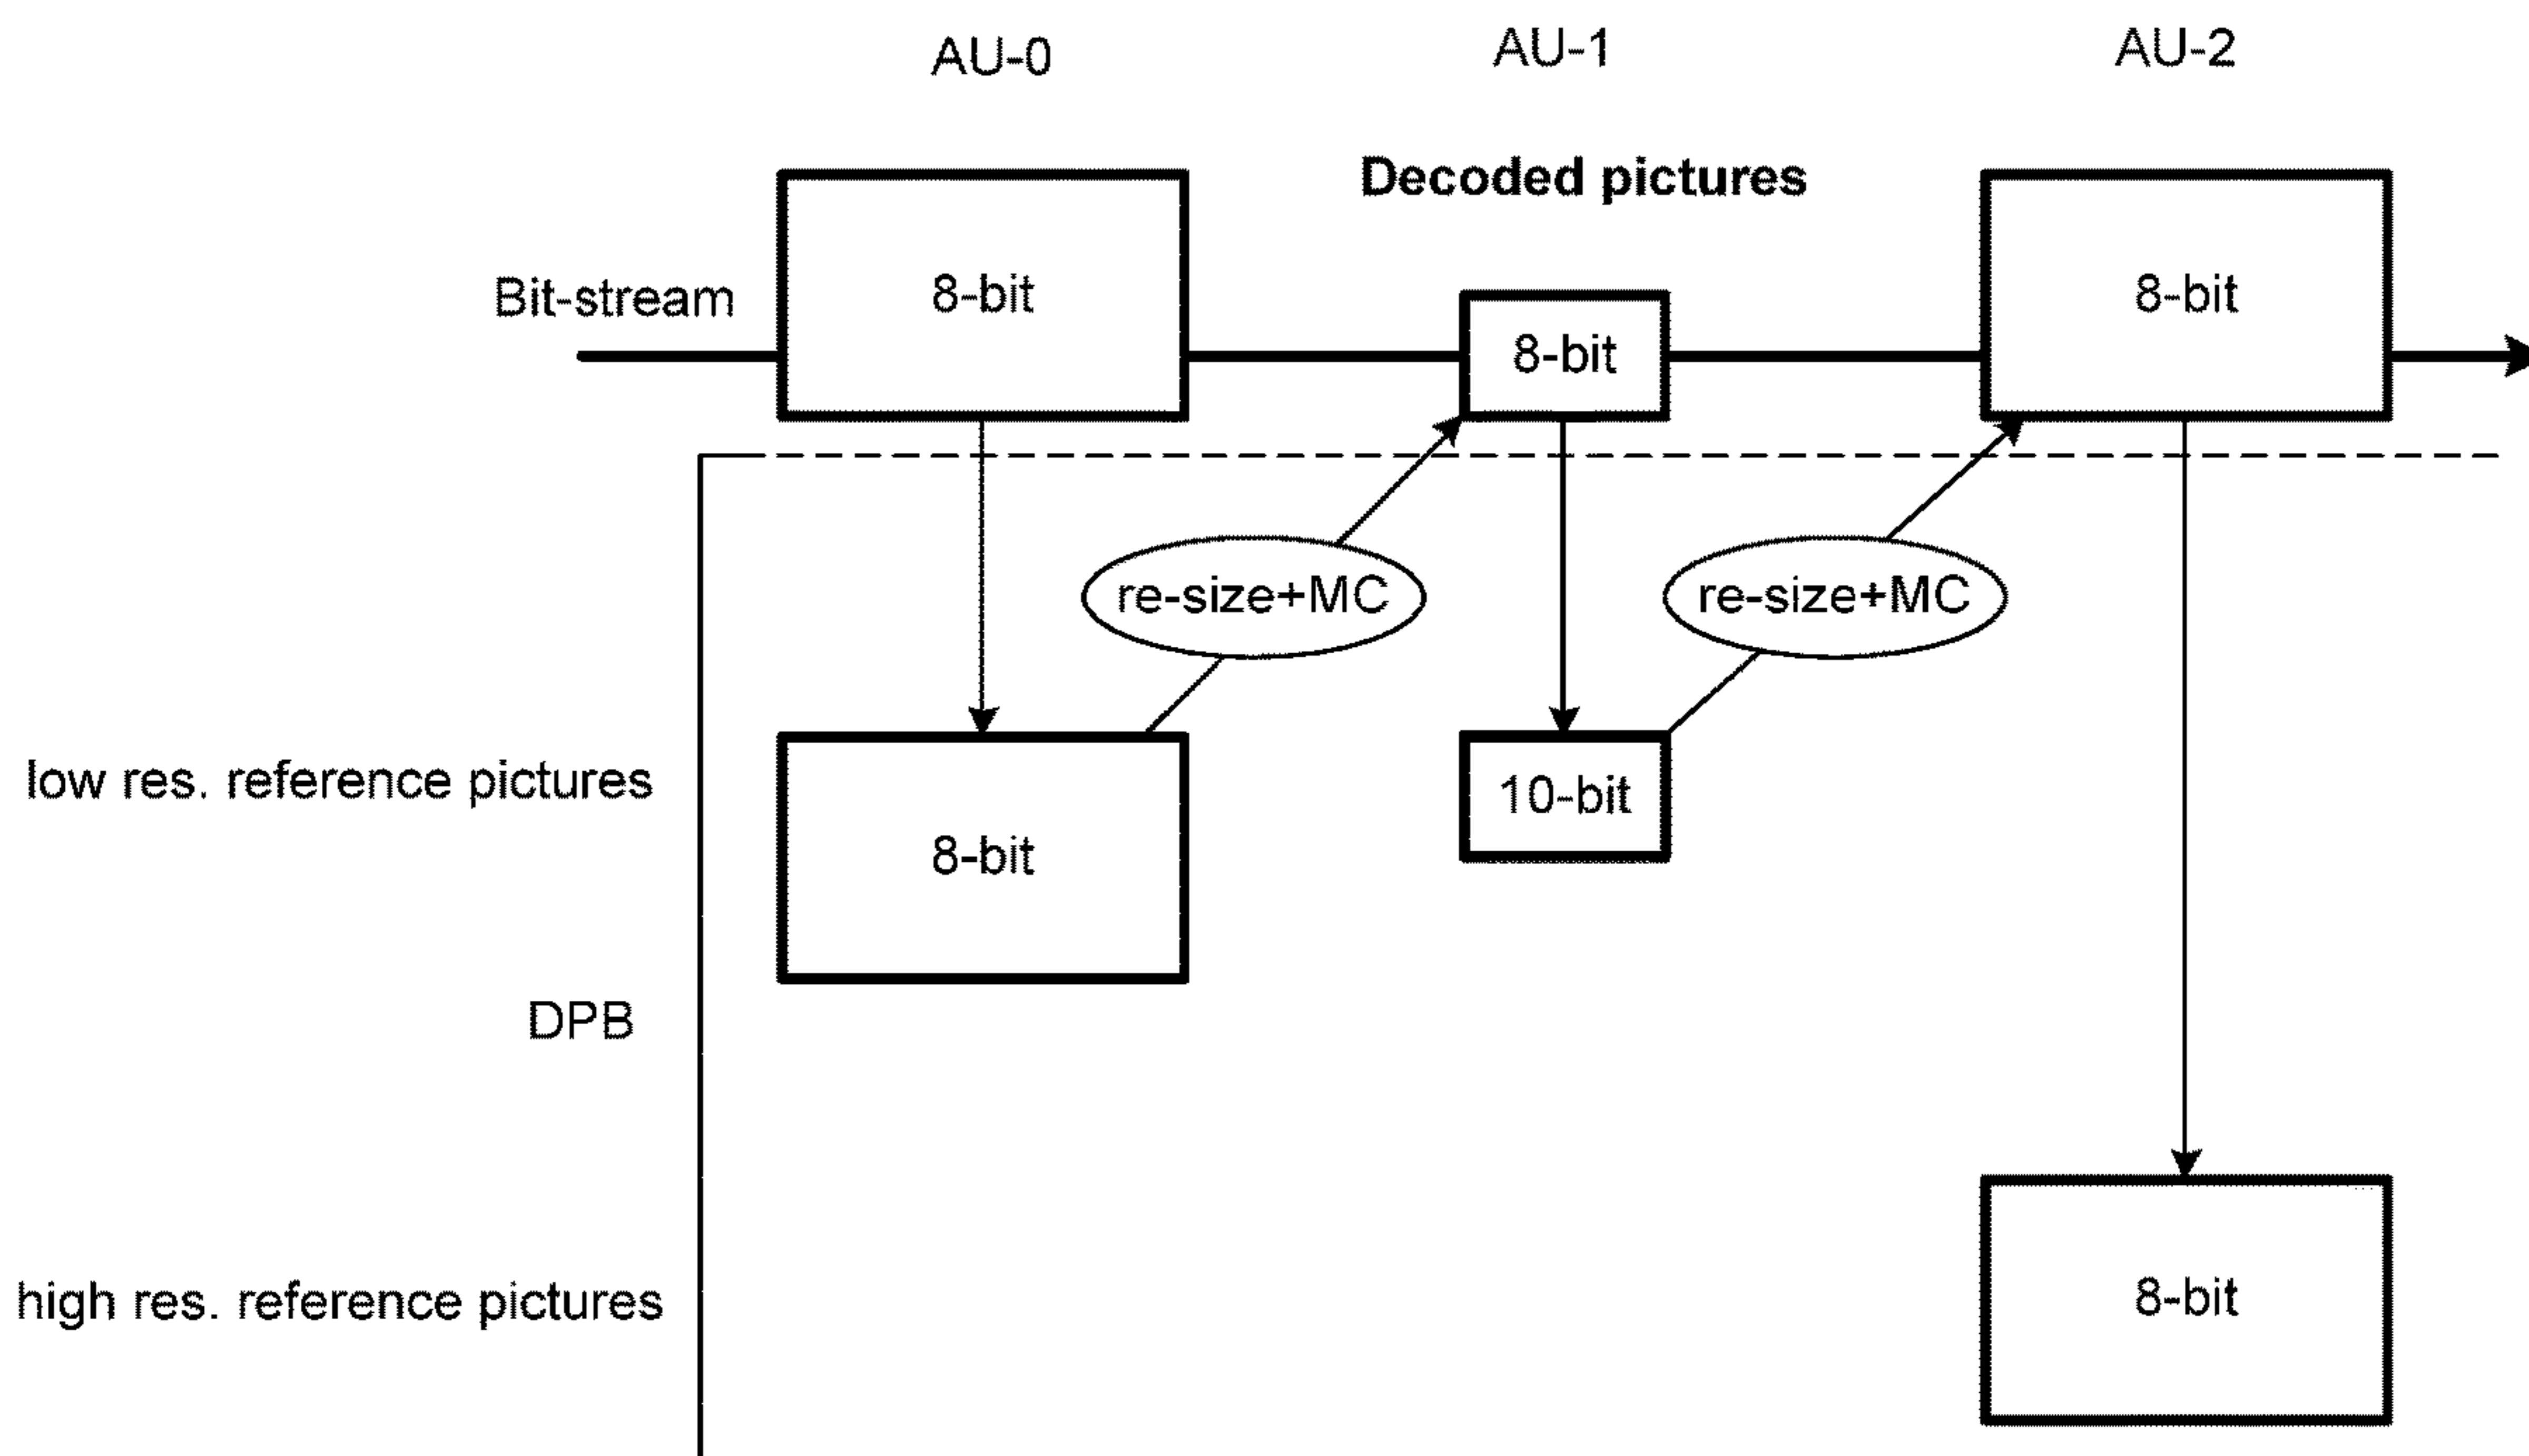 AU-0
AU-1
AU-2
Decoded pictures
Bit-stream
8-bit
8-bit
8-bit
re-size+MC
re-size+MC
low res. reference pictures
8-bit
10-bit
DPB
high res. reference pictures
8-bit